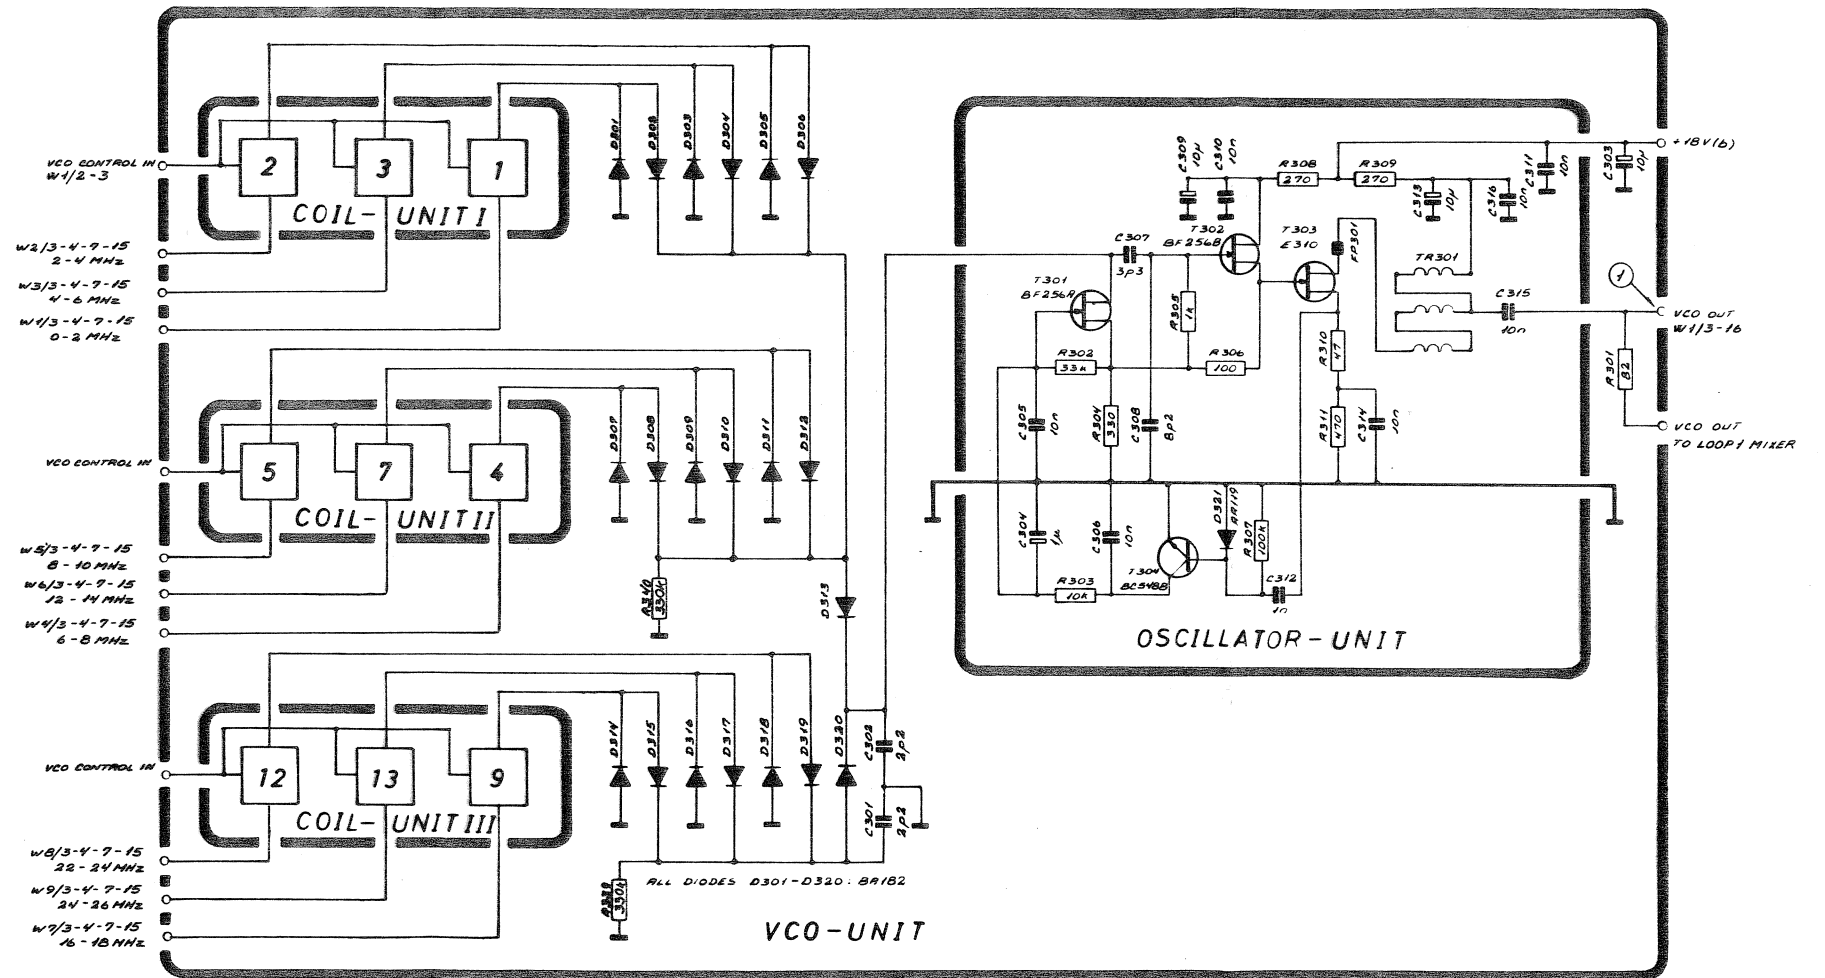 VCO CONTROL IN
W1/2-3
2
3
1
COIL- UNIT I
W2/3-4-7-15
2-4 MHz
W3/3-4-7-15
4-6 MHz
W1/3-4-7-15
0-2 MHz
D301
D302
D303
D304
D305
D306
VCO CONTROL IN
5
7
4
COIL- UNIT II
W5/3-4-7-15
8-10 MHz
W6/3-4-7-15
12-14 MHz
W4/3-4-7-15
6-8 MHz
D307
D308
D309
D310
D311
D312
R340
330k
D313
VCO CONTROL IN
12
13
9
COIL- UNIT III
W8/3-4-7-15
22-24 MHz
W9/3-4-7-15
24-26 MHz
W7/3-4-7-15
16-18 MHz
D314
D315
D316
D317
D318
D319
D320
C302
2p2
C301
2p2
R339
330k
ALL DIODES D301-D320: BA182
VCO-UNIT
C309
10µ
C310
10n
R308
270
R309
270
C313
10µ
C316
10n
C311
10n
C303
10µ
+18V(b)
C307
3p3
T302
BF256B
T303
E310
FP301
TR301
T301
BF256A
R305
1k
C315
10n
1
VCO OUT
W1/3-16
R302
33k
R306
100
R310
47
R301
82
C305
10n
R304
330
C308
8p2
R311
470
C314
10n
VCO OUT
TO LOOP1 MIXER
C304
1µ
C306
10n
D321
AA119
R307
100k
T304
BC548B
R303
10k
C312
1n
OSCILLATOR-UNIT